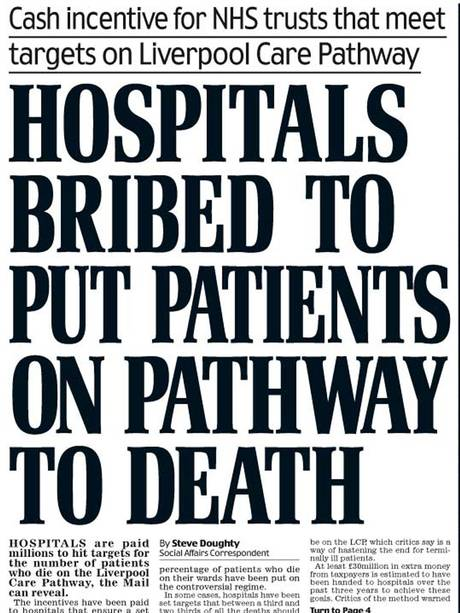 Cash incentive for NHS trusts that meet
targets on Liverpool Care Pathway
HOSPITALS
BRIBED TO
PUT PATIENTS
ON PATHWAY
TO DEATH
HOSPITALS are paid
millions to hit targets for
the number of patients
who die on the Liverpool
Care Pathway, the Mail
can reveal.
The incentives have been paid
to hospitals that ensure a set
By Steve Doughty
Social Affairs Correspondent
percentage of patients who die
on their wards have been put on
the controversial regime.
In some cases, hospitals have been
set targets that between a third and
two thirds of all the deaths should
be on the LCP, which critics say is a
way of hastening the end for termi-
nally ill patients.
At least £30million in extra money
from taxpayers is estimated to have
been handed to hospitals over the
past three years to achieve these
goals. Critics of the method warned
Turn to Page 4